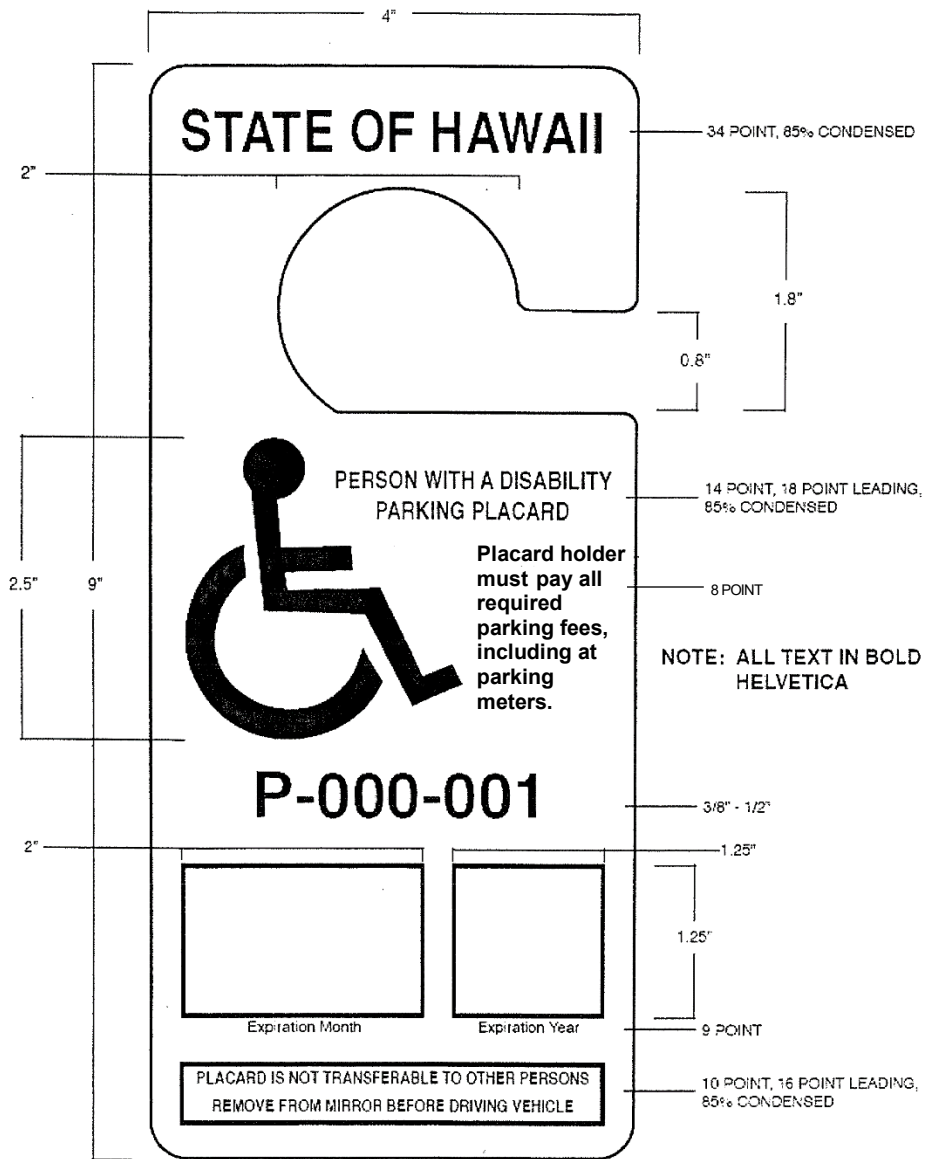 4"
STATE OF HAWAII
34 POINT, 85% CONDENSED
2"
1.8"
0.8"
PERSON WITH A DISABILITY
PARKING PLACARD
14 POINT, 18 POINT LEADING,
85% CONDENSED
Placard holder
must pay all
required
parking fees,
including at
parking
meters.
2.5"
9"
8 POINT
NOTE: ALL TEXT IN BOLD
HELVETICA
P-000-001
3/8" - 1/2"
2"
1.25"
1.25"
Expiration Month
Expiration Year
9 POINT
PLACARD IS NOT TRANSFERABLE TO OTHER PERSONS
REMOVE FROM MIRROR BEFORE DRIVING VEHICLE
10 POINT, 16 POINT LEADING,
85% CONDENSED